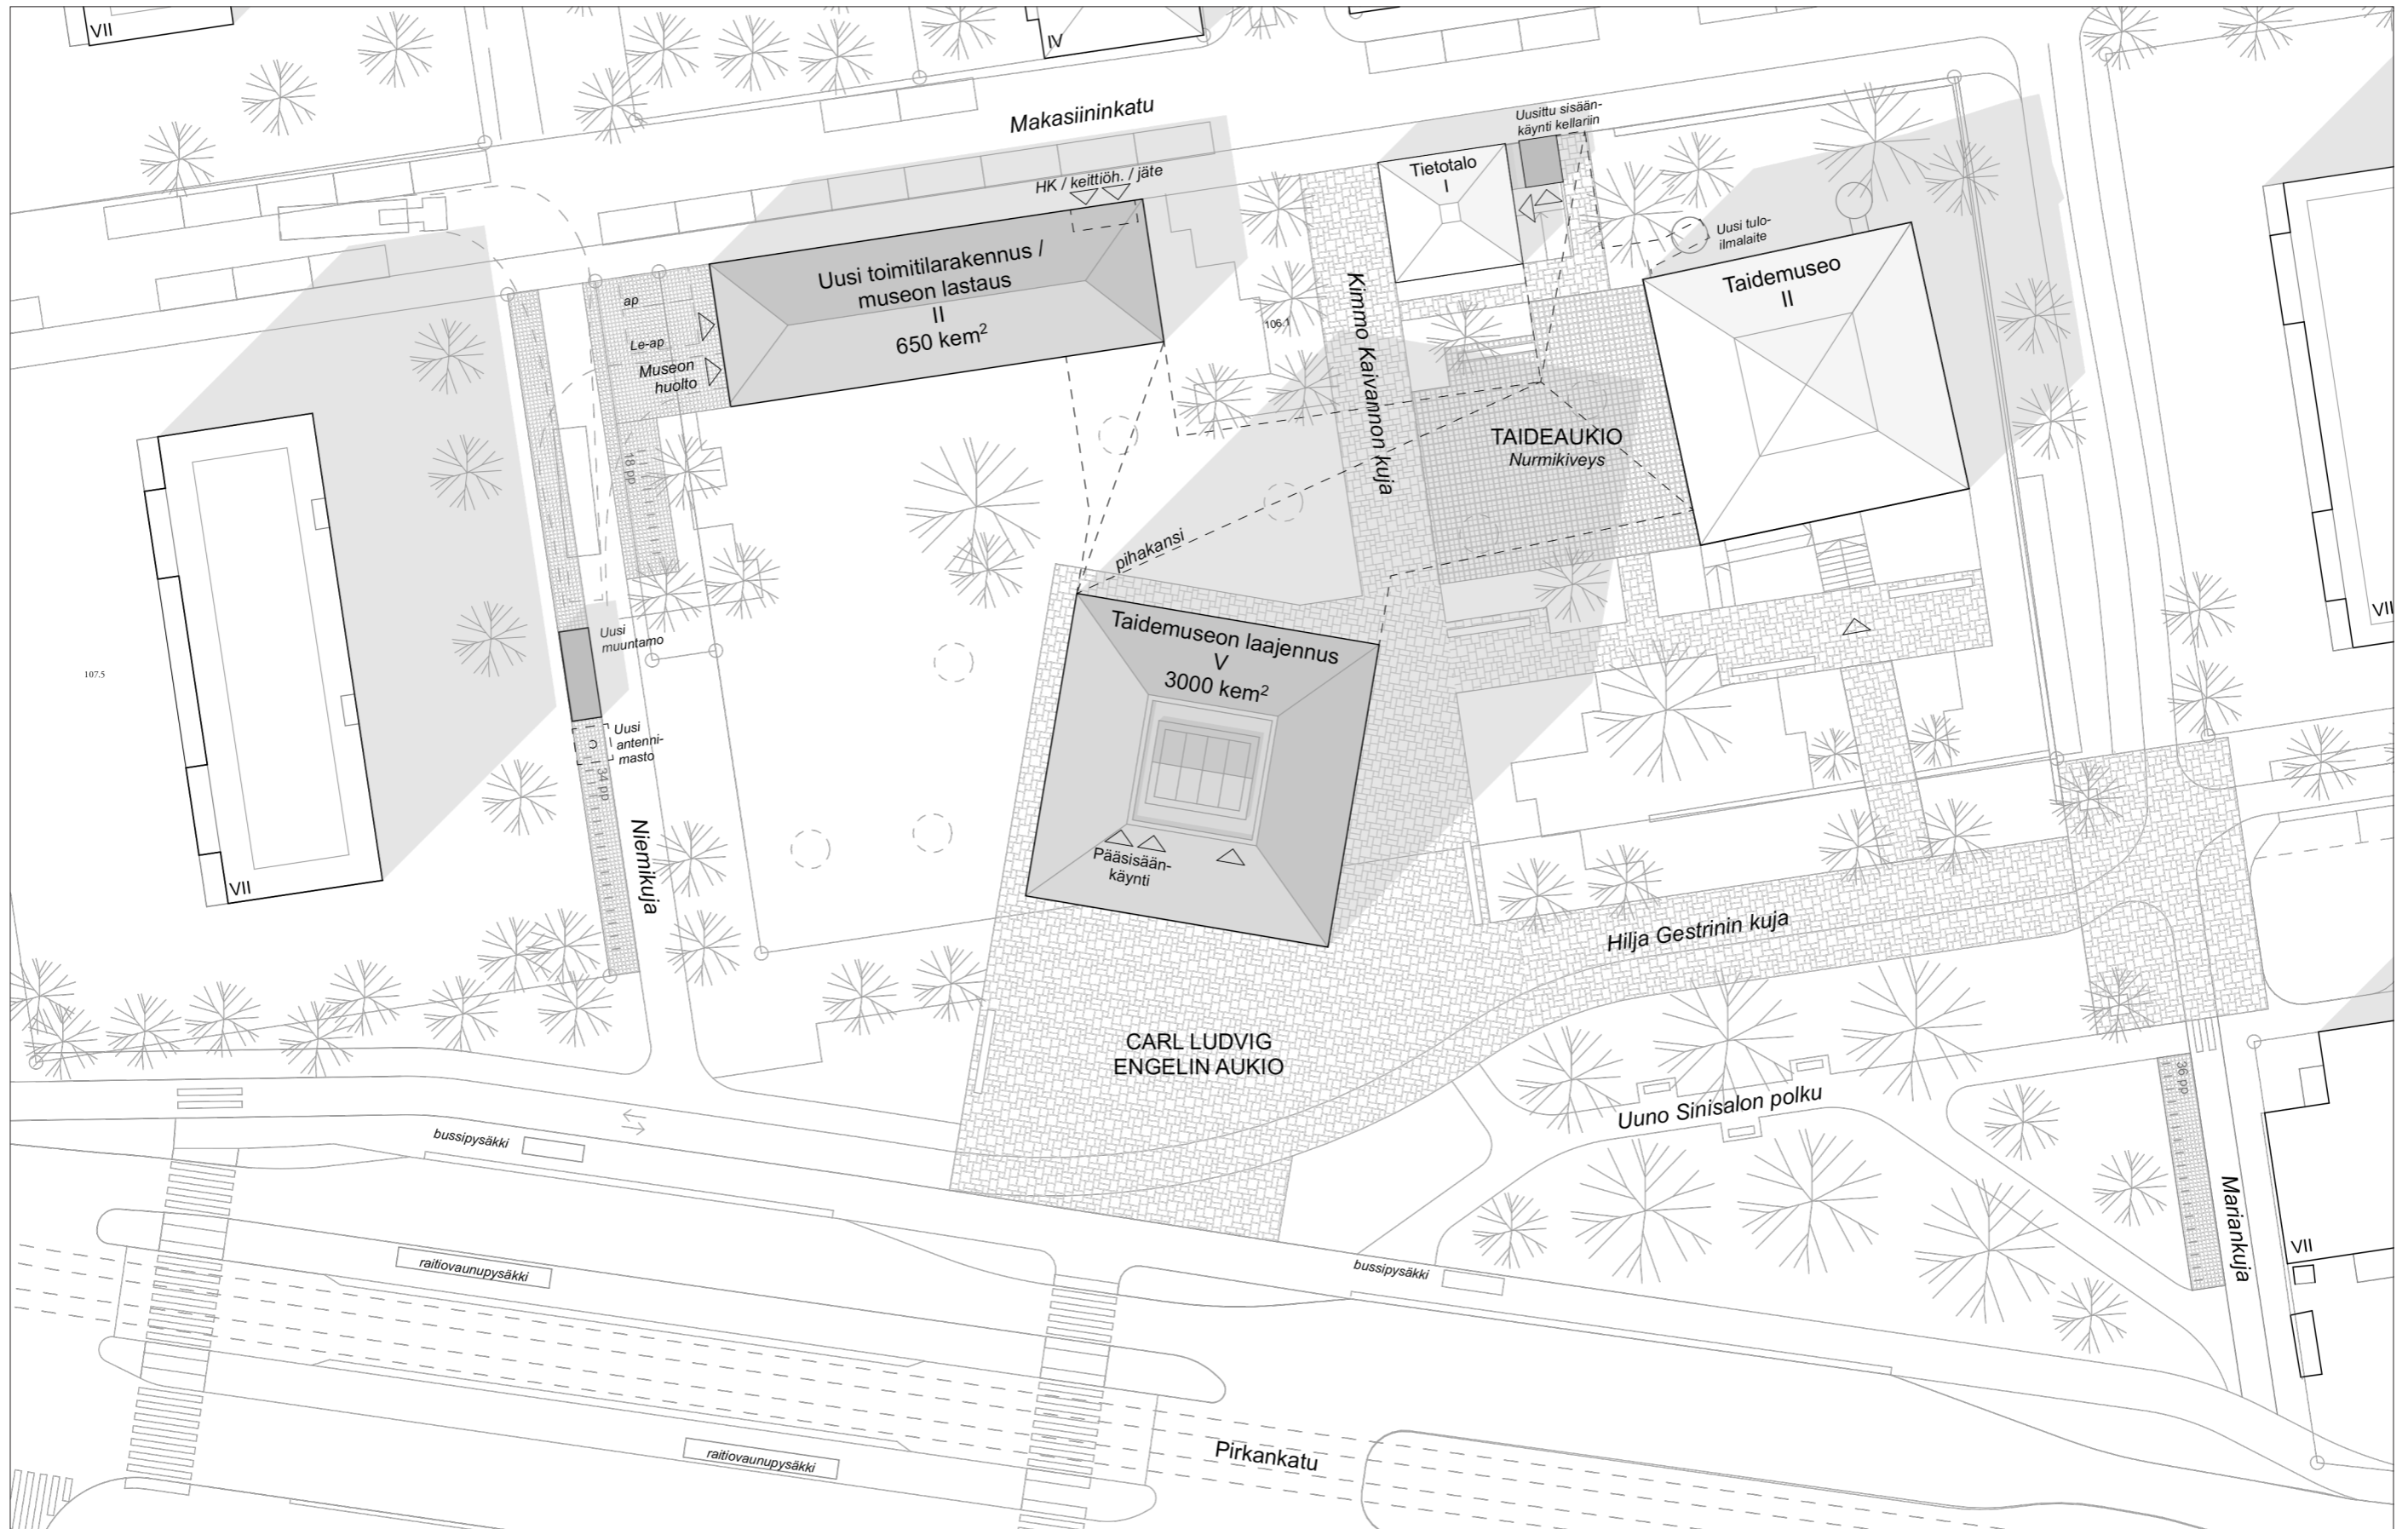 VII
IV
Makasiininkatu
Uusittu sisään-
käynti kellariin
HK / keittiöh. / jäte
Tietotalo
I
Uusi tulo-
ilmalaite
Uusi toimitilarakennus /
museon lastaus
II
650 kem²
Taidemuseo
II
ap
Le-ap
Museon
huolto
106.1
Kimmo Kaivannon kuja
TAIDEAUKIO
Nurmikiveys
18 pp
pihakansi
Uusi
muuntamo
107.5
Taidemuseon laajennus
V
3000 kem²
VII
Uusi
antenni-
masto
34 pp
Pääsisään-
käynti
Niemikuja
VII
Hilja Gestrinin kuja
CARL LUDVIG
ENGELIN AUKIO
36 pp
Uuno Sinisalon polku
bussipysäkki
Mariankuja
VII
raitiovaunupysäkki
bussipysäkki
raitiovaunupysäkki
Pirkankatu